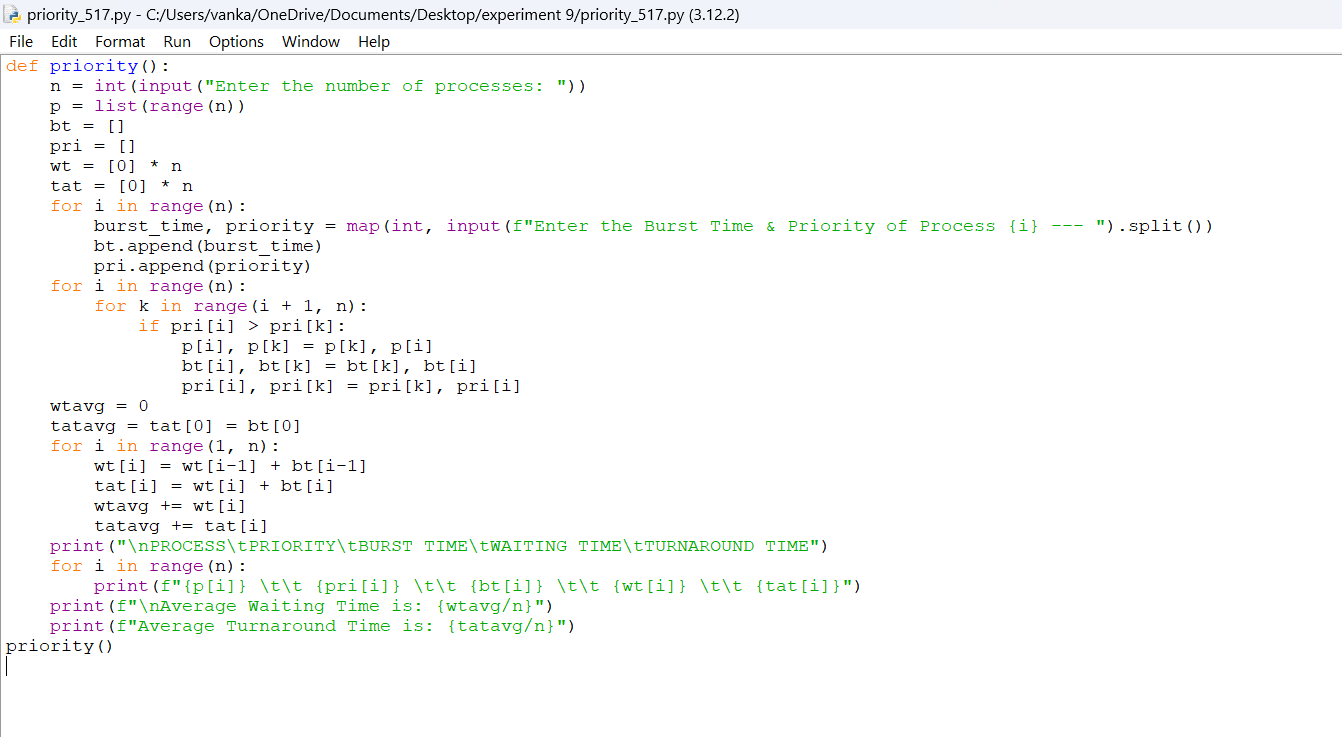 priority_517.py - C:/Users/vanka/OneDrive/Documents/Desktop/experiment 9/priority_517.py (3.12.2)
File Edit Format Run Options Window Help
def priority():
    n = int(input("Enter the number of processes: "))
    p = list(range(n))
    bt = []
    pri = []
    wt = [0] * n
    tat = [0] * n
    for i in range(n):
        burst_time, priority = map(int, input(f"Enter the Burst Time & Priority of Process {i} --- ").split())
        bt.append(burst_time)
        pri.append(priority)
    for i in range(n):
        for k in range(i + 1, n):
            if pri[i] > pri[k]:
                p[i], p[k] = p[k], p[i]
                bt[i], bt[k] = bt[k], bt[i]
                pri[i], pri[k] = pri[k], pri[i]
    wtavg = 0
    tatavg = tat[0] = bt[0]
    for i in range(1, n):
        wt[i] = wt[i-1] + bt[i-1]
        tat[i] = wt[i] + bt[i]
        wtavg += wt[i]
        tatavg += tat[i]
    print("\nPROCESS\tPRIORITY\tBURST TIME\tWAITING TIME\tTURNAROUND TIME")
    for i in range(n):
        print(f"{p[i]} \t\t {pri[i]} \t\t {bt[i]} \t\t {wt[i]} \t\t {tat[i]}")
    print(f"\nAverage Waiting Time is: {wtavg/n}")
    print(f"Average Turnaround Time is: {tatavg/n}")
priority()